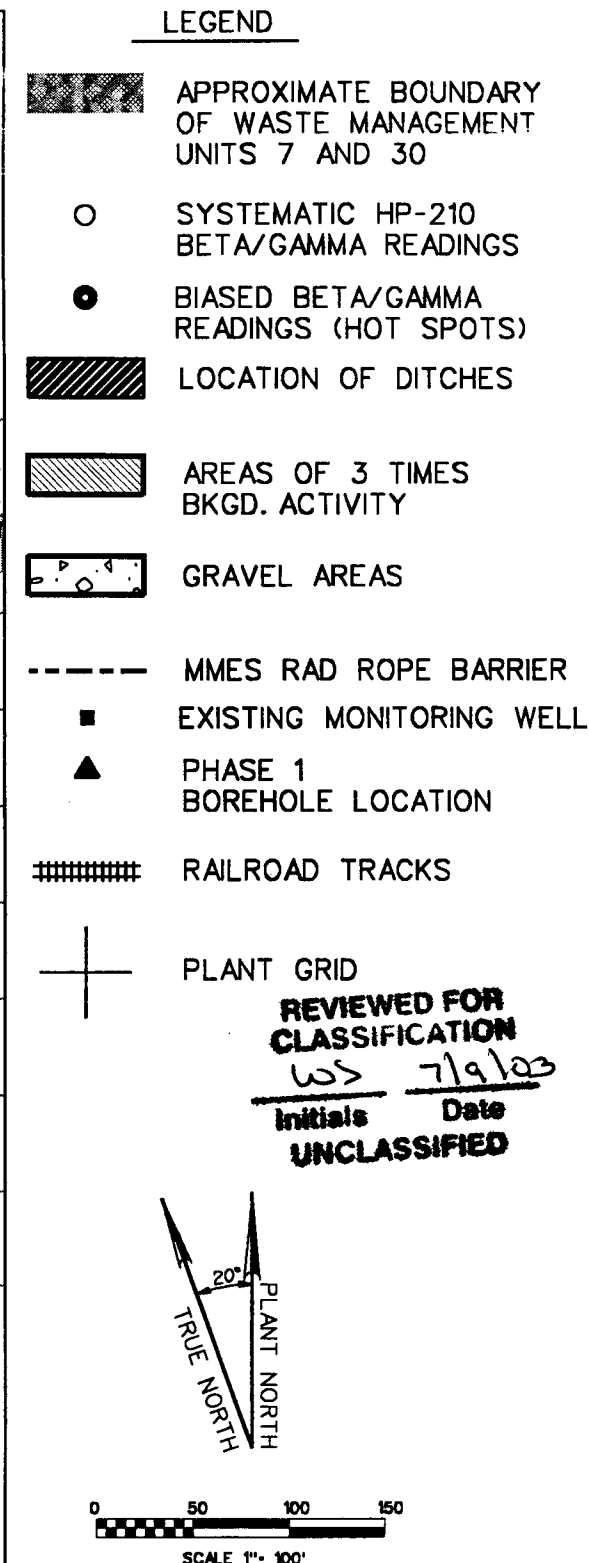 LEGEND
APPROXIMATE BOUNDARY
OF WASTE MANAGEMENT
UNITS 7 AND 30
SYSTEMATIC HP-210
BETA/GAMMA READINGS
BIASED BETA/GAMMA
READINGS (HOT SPOTS)
LOCATION OF DITCHES
AREAS OF 3 TIMES
BKGD. ACTIVITY
GRAVEL AREAS
MMES RAD ROPE BARRIER
EXISTING MONITORING WELL
PHASE 1
BOREHOLE LOCATION
RAILROAD TRACKS
PLANT GRID
REVIEWED FOR
CLASSIFICATION
WS 7/9/03
Initials Date
UNCLASSIFIED
20°
TRUE NORTH
PLANT NORTH
0 50 100 150
SCALE 1"= 100'